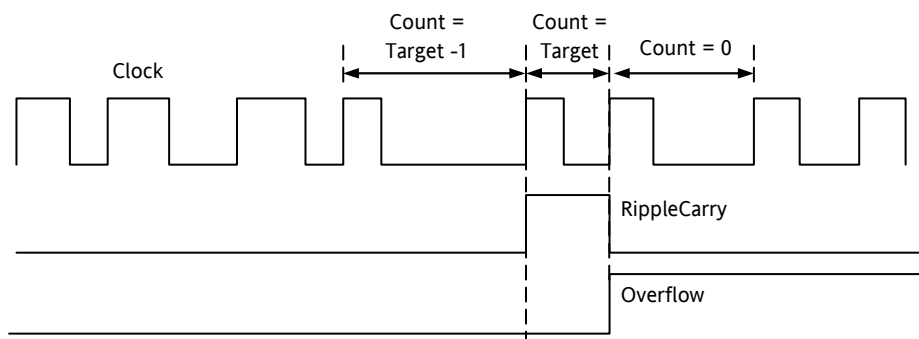 Count =
Target -1
Count =
Target
Count = 0
Clock
RippleCarry
Overflow